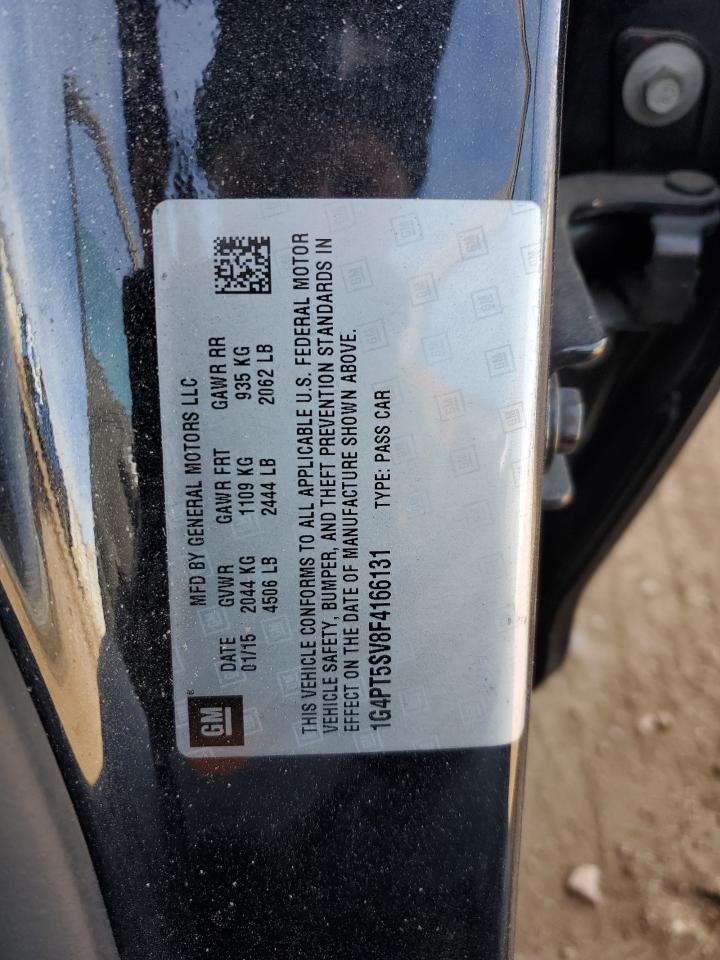 MFD BY GENERAL MOTORS LLC
DATE GVWR GAWR FRT GAWR RR
01/15 2044 KG 1109 KG 935 KG
4506 LB 2444 LB 2062 LB
GM®
THIS VEHICLE CONFORMS TO ALL APPLICABLE U.S. FEDERAL MOTOR
VEHICLE SAFETY, BUMPER, AND THEFT PREVENTION STANDARDS IN
EFFECT ON THE DATE OF MANUFACTURE SHOWN ABOVE.
1G4PT5SV8F4166131 TYPE: PASS CAR